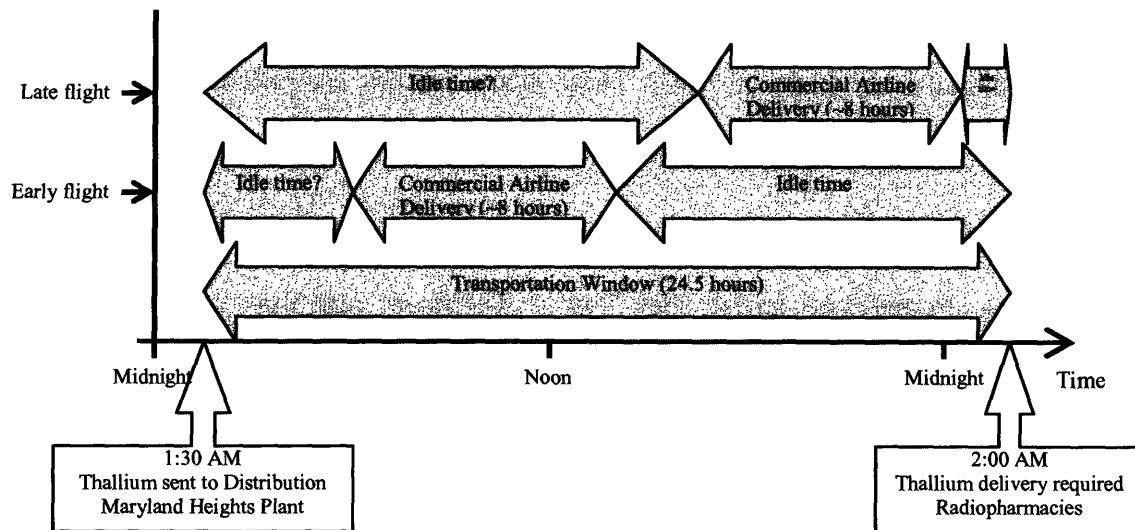 Late flight
Idle time?
Commercial Airline
Delivery (~8 hours)
Early flight
Idle time?
Commercial Airline
Delivery (~8 hours)
Idle time
Transportation Window (24.5 hours)
Midnight
Noon
Midnight
Time
1:30 AM
Thallium sent to Distribution
Maryland Heights Plant
2:00 AM
Thallium delivery required
Radiopharmacies